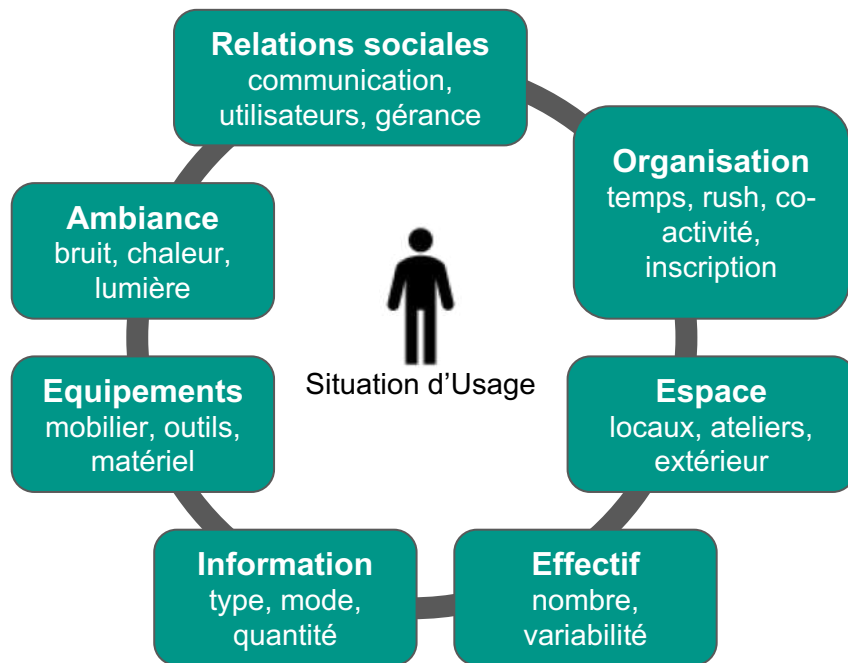 Relations sociales
communication,
utilisateurs, gérance
Organisation
temps, rush, co-
activité,
inscription
Ambiance
bruit, chaleur,
lumière
Situation d'Usage
Equipements
mobilier, outils,
matériel
Espace
locaux, ateliers,
extérieur
Information
type, mode,
quantité
Effectif
nombre,
variabilité